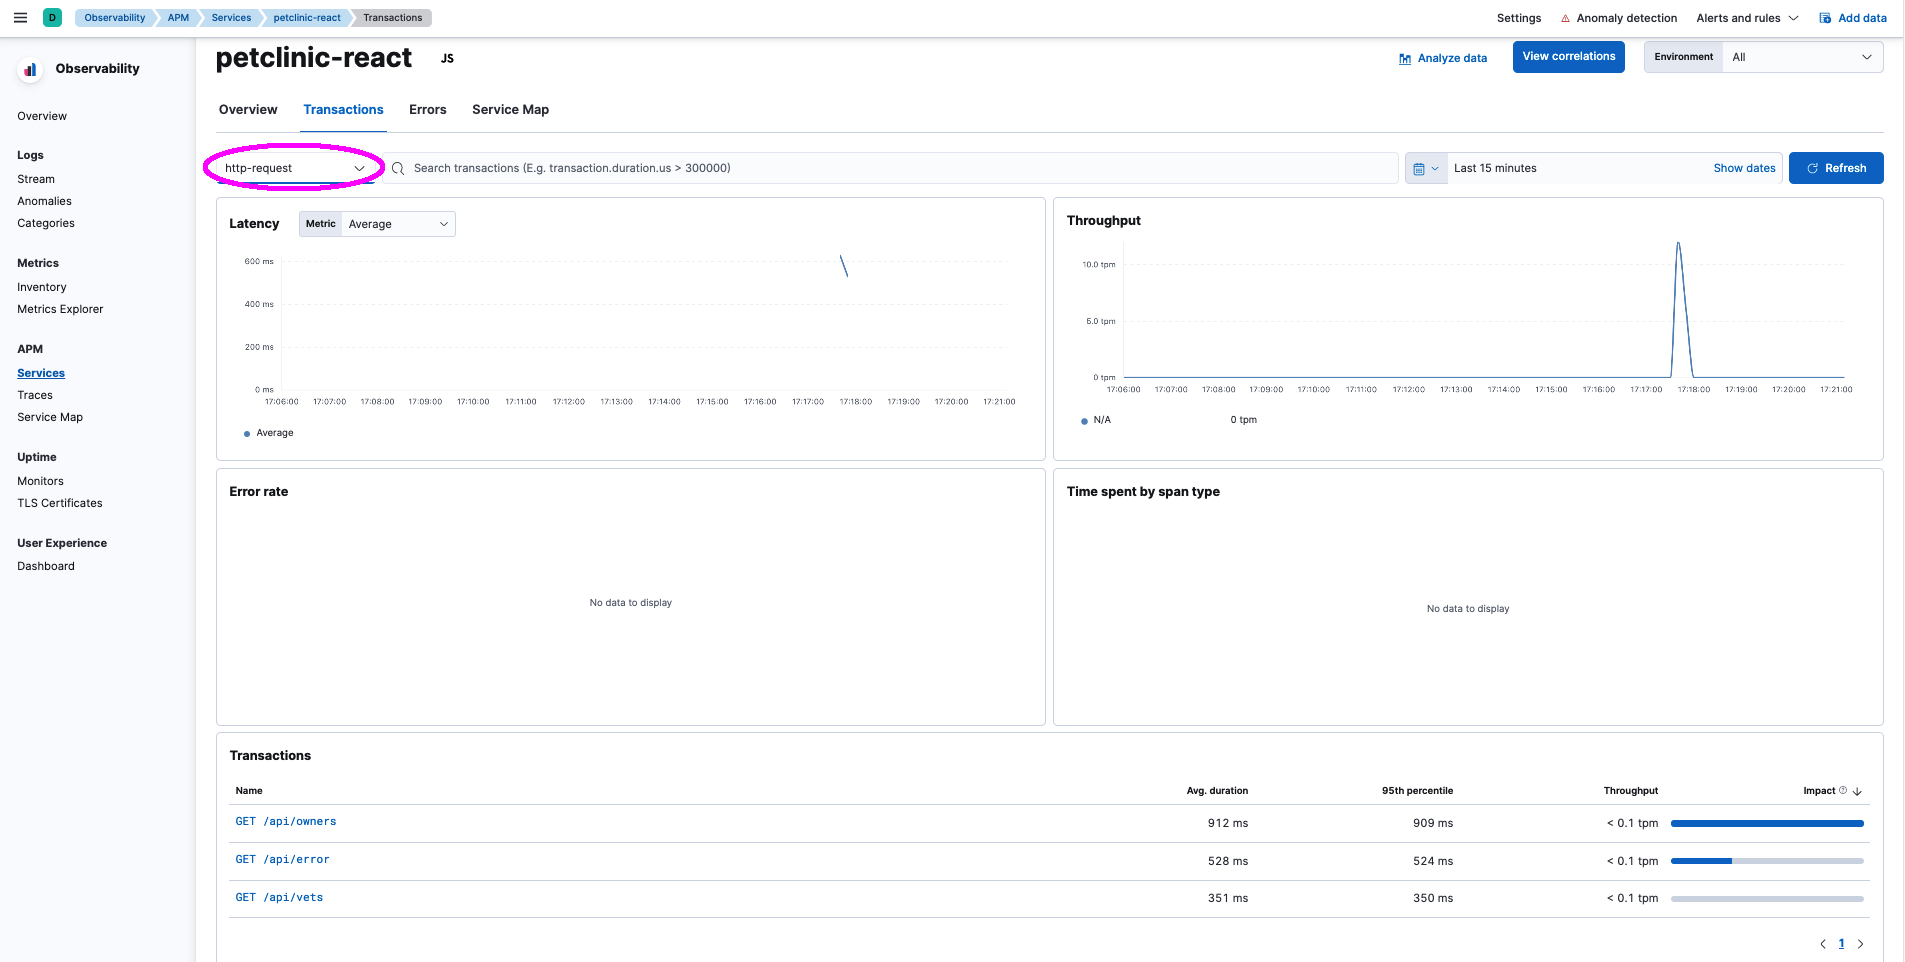 D Observability APM Services petclinic-react Transactions Settings Anomaly detection Alerts and rules Add data
Observability
petclinic-react JS Analyze data View correlations Environment All
Overview Transactions Errors Service Map
http-request Search transactions (E.g. transaction.duration.us > 300000) Last 15 minutes Show dates Refresh
Overview
Logs
Stream
Anomalies
Categories
Metrics
Inventory
Metrics Explorer
APM
Services
Traces
Service Map
Uptime
Monitors
TLS Certificates
User Experience
Dashboard
Latency Metric Average
600 ms
400 ms
200 ms
0 ms
17:06:00 17:07:00 17:08:00 17:09:00 17:10:00 17:11:00 17:12:00 17:13:00 17:14:00 17:15:00 17:16:00 17:17:00 17:18:00 17:19:00 17:20:00 17:21:00
Average
Throughput
10.0 tpm
5.0 tpm
0 tpm
17:06:00 17:07:00 17:08:00 17:09:00 17:10:00 17:11:00 17:12:00 17:13:00 17:14:00 17:15:00 17:16:00 17:17:00 17:18:00 17:19:00 17:20:00 17:21:00
N/A 0 tpm
Error rate
No data to display
Time spent by span type
No data to display
Transactions
Name Avg. duration 95th percentile Throughput Impact
GET /api/owners 912 ms 909 ms < 0.1 tpm
GET /api/error 528 ms 524 ms < 0.1 tpm
GET /api/vets 351 ms 350 ms < 0.1 tpm
1